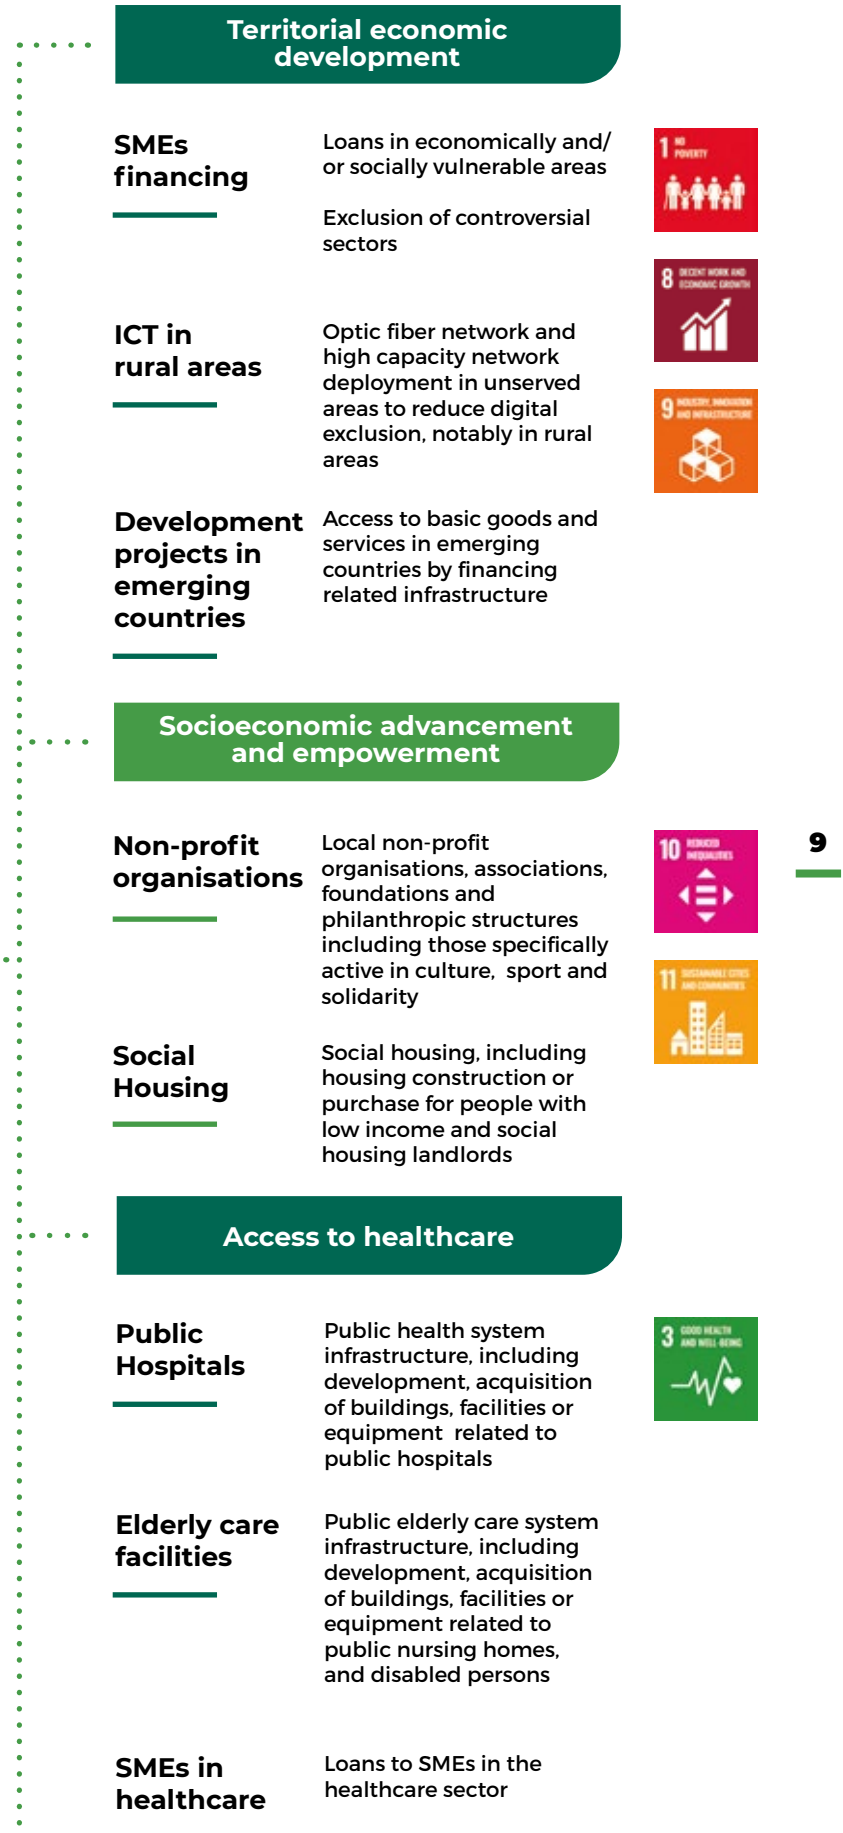 Territorial economic
development
SMEs
financing
Loans in economically and/
or socially vulnerable areas
Exclusion of controversial
sectors
1 NO
POVERTY
8 DECENT WORK AND
ECONOMIC GROWTH
ICT in
rural areas
Optic fiber network and
high capacity network
deployment in unserved
areas to reduce digital
exclusion, notably in rural
areas
9 INDUSTRY, INNOVATION
AND INFRASTRUCTURE
Development
projects in
emerging
countries
Access to basic goods and
services in emerging
countries by financing
related infrastructure
Socioeconomic advancement
and empowerment
Non-profit
organisations
Local non-profit
organisations, associations,
foundations and
philanthropic structures
including those specifically
active in culture,  sport and
solidarity
10 REDUCED
INEQUALITIES
9
11 SUSTAINABLE CITIES
AND COMMUNITIES
Social
Housing
Social housing, including
housing construction or
purchase for people with
low income and social
housing landlords
Access to healthcare
Public
Hospitals
Public health system
infrastructure, including
development, acquisition
of buildings, facilities or
equipment  related to
public hospitals
3 GOOD HEALTH
AND WELL-BEING
Elderly care
facilities
Public elderly care system
infrastructure, including
development, acquisition
of buildings, facilities or
equipment related to
public nursing homes,
and disabled persons
SMEs in
healthcare
Loans to SMEs in the
healthcare sector